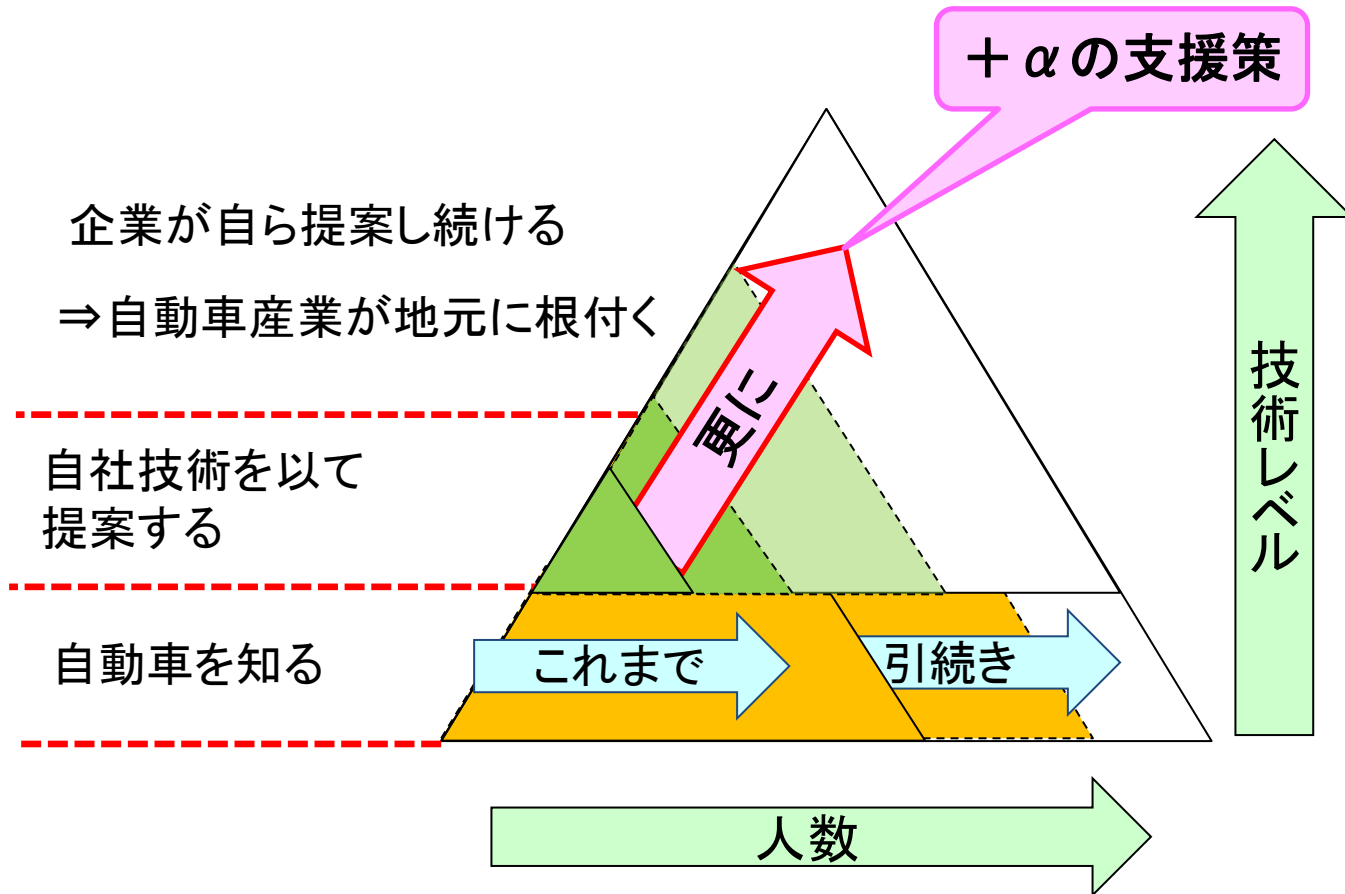 +αの支援策
企業が自ら提案し続ける
⇒自動車産業が地元に根付く
更に
自社技術を以て
提案する
自動車を知る
これまで
引続き
技術レベル
人数